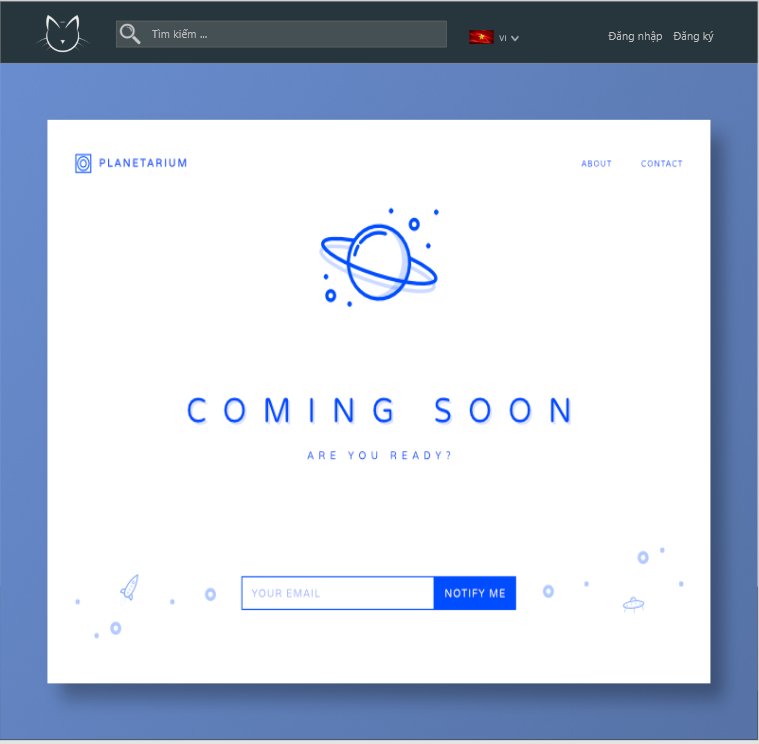 Tìm kiếm ...
VI
Đăng nhập Đăng ký
PLANETARIUM
ABOUT CONTACT
COMING SOON
ARE YOU READY?
YOUR EMAIL NOTIFY ME